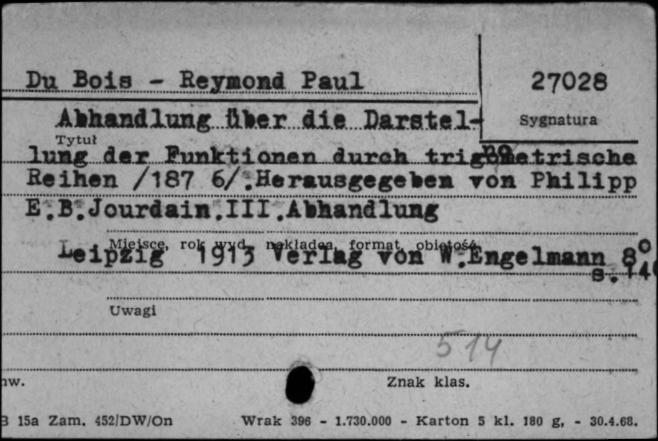 Du Bois - Reymond Paul
27028
Sygnatura
Abhandlung über die Darstel-
Tytuł
lung der Funktionen durch trigonometrische
Reihen /187 6/.Herausgegeben von Philipp
E.B.Jourdain.III.Abhandlung
Miejsce, rok wyd. nakładca, format, objętość
Leipzig 1913 Verlag von W.Engelmann 8°
s.140
Uwagi
514
nw.
Znak klas.
B 15a Zam. 452/DW/On Wrak 396 - 1.730.000 - Karton 5 kl. 180 g, - 30.4.68.